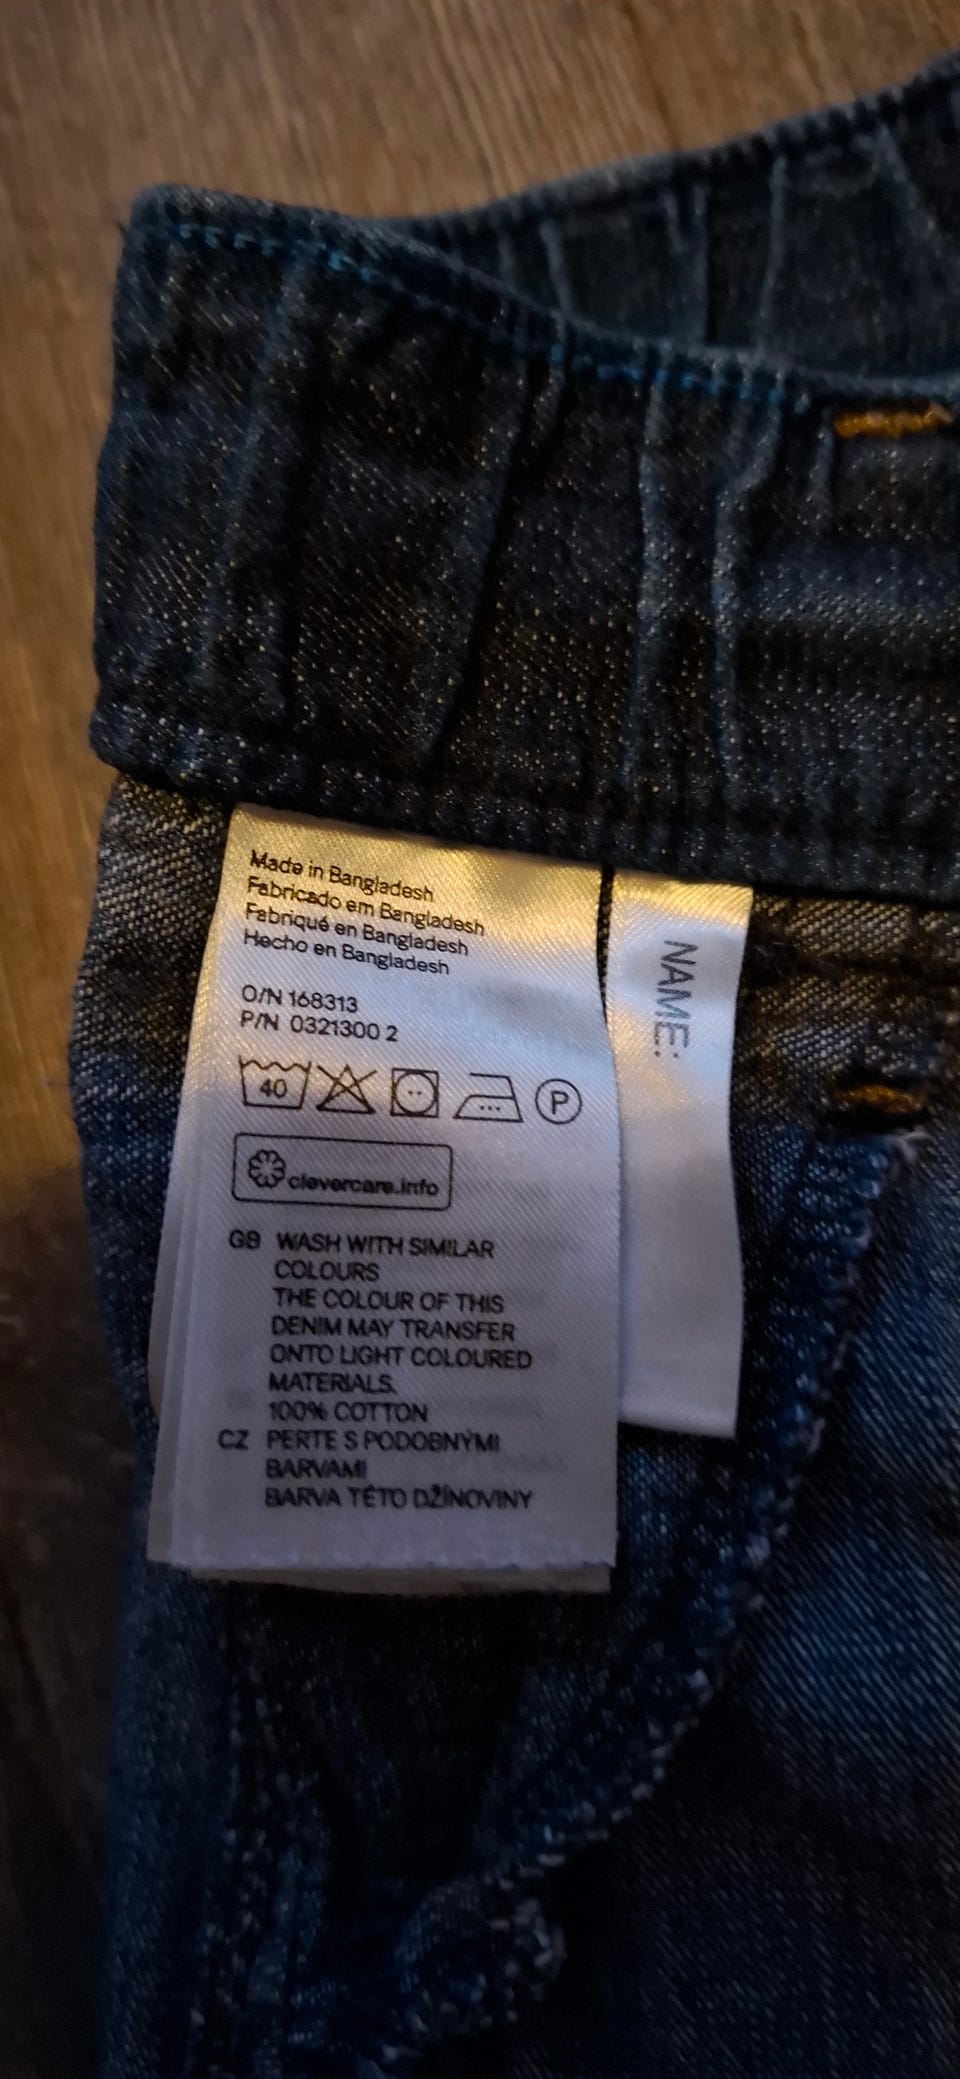 Made in Bangladesh
Fabricado em Bangladesh
Fabriqué en Bangladesh
Hecho en Bangladesh
O/N 168313
P/N 0321300 2
40
P
clevercare.info
GB WASH WITH SIMILAR
COLOURS
THE COLOUR OF THIS
DENIM MAY TRANSFER
ONTO LIGHT COLOURED
MATERIALS.
100% COTTON
CZ PERTE S PODOBNÝMI
BARVAMI
BARVA TÉTO DŽÍNOVINY
NAME: